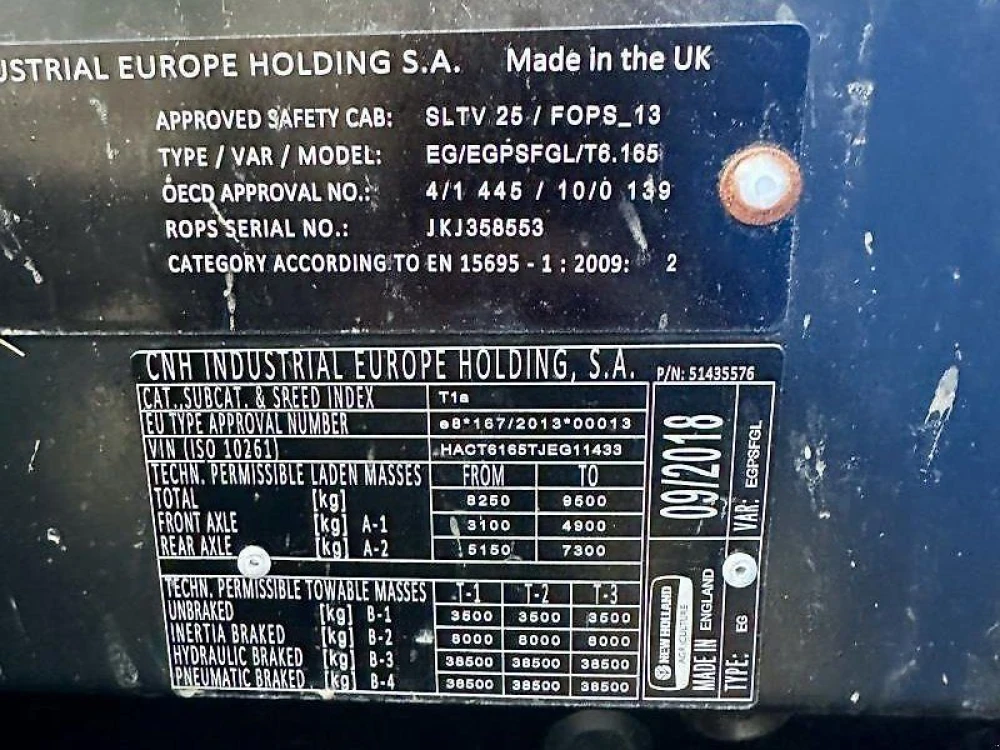 USTRIAL EUROPE HOLDING S.A. Made in the UK
APPROVED SAFETY CAB: SLTV 25 / FOPS_13
TYPE / VAR / MODEL: EG/EGPSFGL/T6.165
OECD APPROVAL NO.: 4/1 445 / 10/0 139
ROPS SERIAL NO.: JKJ358553
CATEGORY ACCORDING TO EN 15695 - 1 : 2009: 2
CNH INDUSTRIAL EUROPE HOLDING, S.A. P/N: 51435576
CAT.,SUBCAT. & SPEED INDEX T1a
EU TYPE APPROVAL NUMBER e8*167/2013*00013
VIN (ISO 10261) HACT6165TJEG11433
TECHN. PERMISSIBLE LADEN MASSES FROM TO
TOTAL [kg] 8250 9500
FRONT AXLE [kg] A-1 3100 4900
REAR AXLE [kg] A-2 5150 7300
TECHN. PERMISSIBLE TOWABLE MASSES T-1 T-2 T-3
UNBRAKED [kg] B-1 3500 3500 3500
INERTIA BRAKED [kg] B-2 8000 8000 8000
HYDRAULIC BRAKED [kg] B-3 38500 38500 38500
PNEUMATIC BRAKED [kg] B-4 38500 38500 38500
09/2018
VAR: EGPSFGL
NEW HOLLAND
AGRICULTURE
MADE IN ENGLAND
TYPE: EG